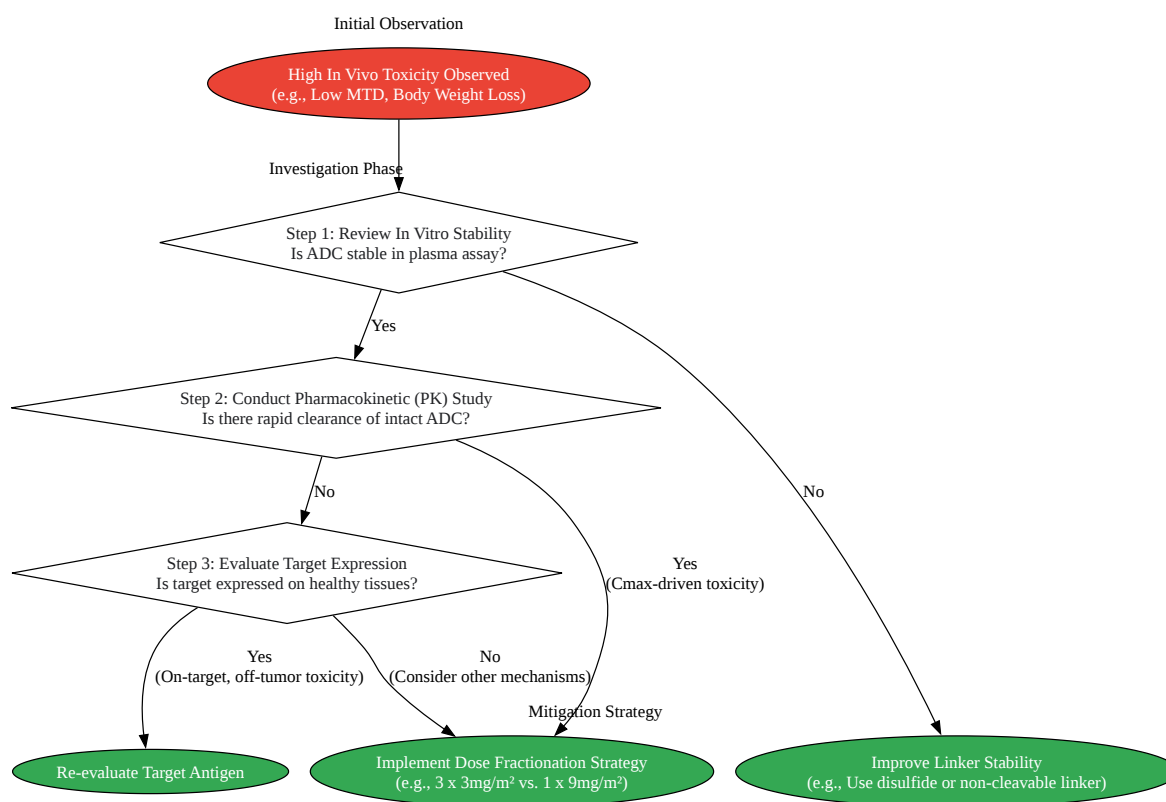 Initial Observation
High In Vivo Toxicity Observed
(e.g., Low MTD, Body Weight Loss)
Investigation Phase
Step 1: Review In Vitro Stability
Is ADC stable in plasma assay?
Yes
Step 2: Conduct Pharmacokinetic (PK) Study
Is there rapid clearance of intact ADC?
No
No
Step 3: Evaluate Target Expression
Is target expressed on healthy tissues?
Yes
(Cmax-driven toxicity)
Yes
(On-target, off-tumor toxicity)
No
(Consider other mechanisms)
Mitigation Strategy
Re-evaluate Target Antigen
Implement Dose Fractionation Strategy
(e.g., 3 x 3mg/m² vs. 1 x 9mg/m²)
Improve Linker Stability
(e.g., Use disulfide or non-cleavable linker)